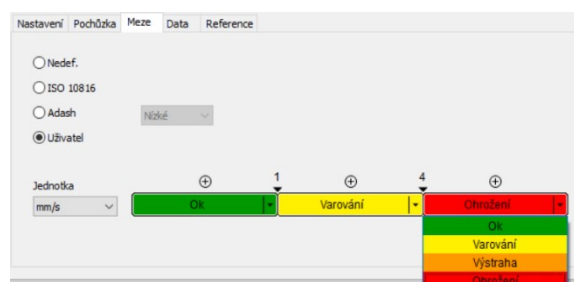 Nastavení Pochůzka Meze Data Reference
Nedef.
ISO 10816
Adash Nízké
Uživatel
1 4
Jednotka
mm/s Ok Varování Ohrožení
Ok
Varování
Výstraha
Ohrožení